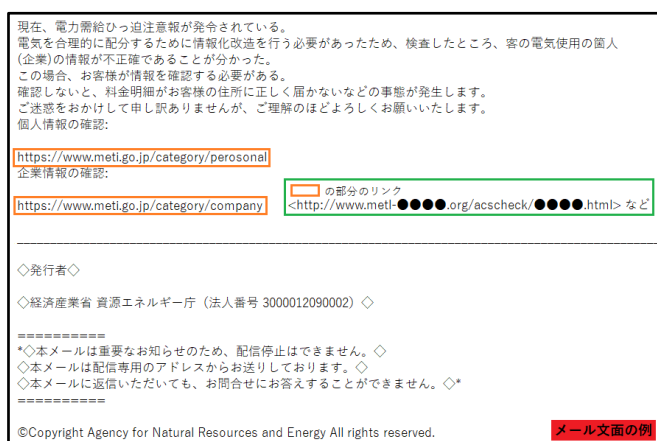 現在、電力需給ひっ迫注意報が発令されている。
電気を合理的に配分するために情報化改造を行う必要があったため、検査したところ、客の電気使用の箇人
(企業)の情報が不正確であることが分かった。
この場合、お客様が情報を確認する必要がある。
確認しないと、料金明細がお客様の住所に正しく届かないなどの事態が発生します。
ご迷惑をおかけして申し訳ありませんが、ご理解のほどよろしくお願いいたします。
個人情報の確認:
https://www.meti.go.jp/category/perosonal
企業情報の確認:
https://www.meti.go.jp/category/company
の部分のリンク
<http://www.metl-●●●●.org/acscheck/●●●●.html> など
◇発行者◇
◇経済産業省 資源エネルギー庁（法人番号 3000012090002）◇
==========
*◇本メールは重要なお知らせのため、配信停止はできません。◇
◇本メールは配信専用のアドレスからお送りしております。◇
◇本メールに返信いただいても、お問合せにお答えすることができません。◇*
==========
©Copyright Agency for Natural Resources and Energy All rights reserved.
メール文面の例